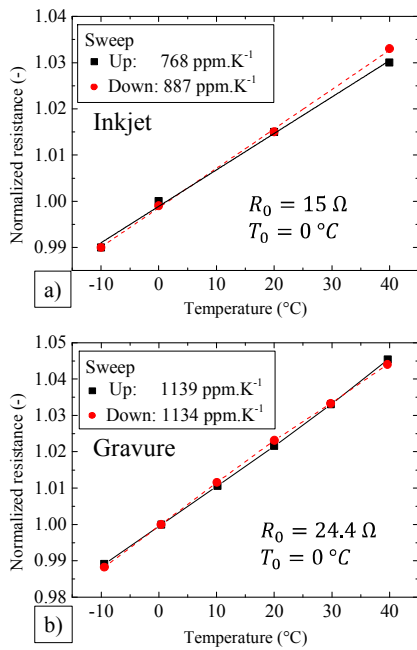 1.04
1.03
1.02
1.01
1.00
0.99
Normalized resistance (-)
Sweep
Up: 768 ppm.K⁻¹
Down: 887 ppm.K⁻¹
Inkjet
R₀ = 15 Ω
T₀ = 0 °C
a)
-10 0 10 20 30 40
Temperature (°C)
1.05
1.04
1.03
1.02
1.01
1.00
0.99
0.98
Normalized resistance (-)
Sweep
Up: 1139 ppm.K⁻¹
Down: 1134 ppm.K⁻¹
Gravure
R₀ = 24.4 Ω
T₀ = 0 °C
b)
-10 0 10 20 30 40
Temperature (°C)